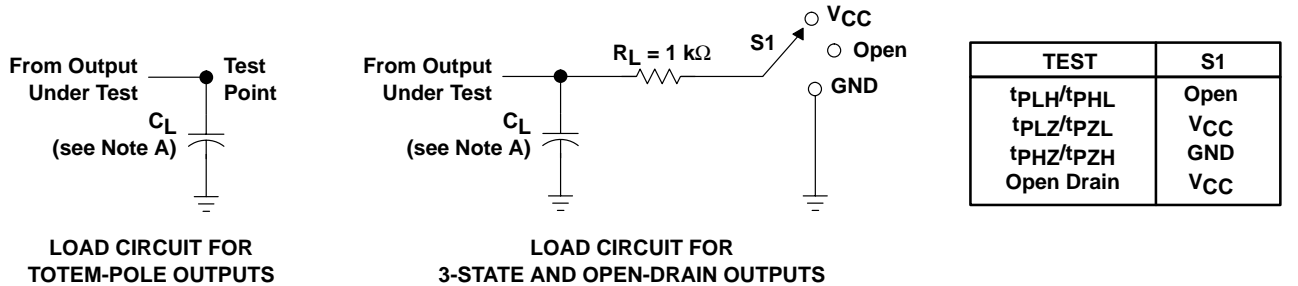 From Output
Under Test
Test
Point
CL
(see Note A)
LOAD CIRCUIT FOR
TOTEM-POLE OUTPUTS
From Output
Under Test
RL = 1 kΩ
S1
VCC
Open
GND
CL
(see Note A)
LOAD CIRCUIT FOR
3-STATE AND OPEN-DRAIN OUTPUTS
TEST S1
tPLH/tPHL Open
tPLZ/tPZL VCC
tPHZ/tPZH GND
Open Drain VCC